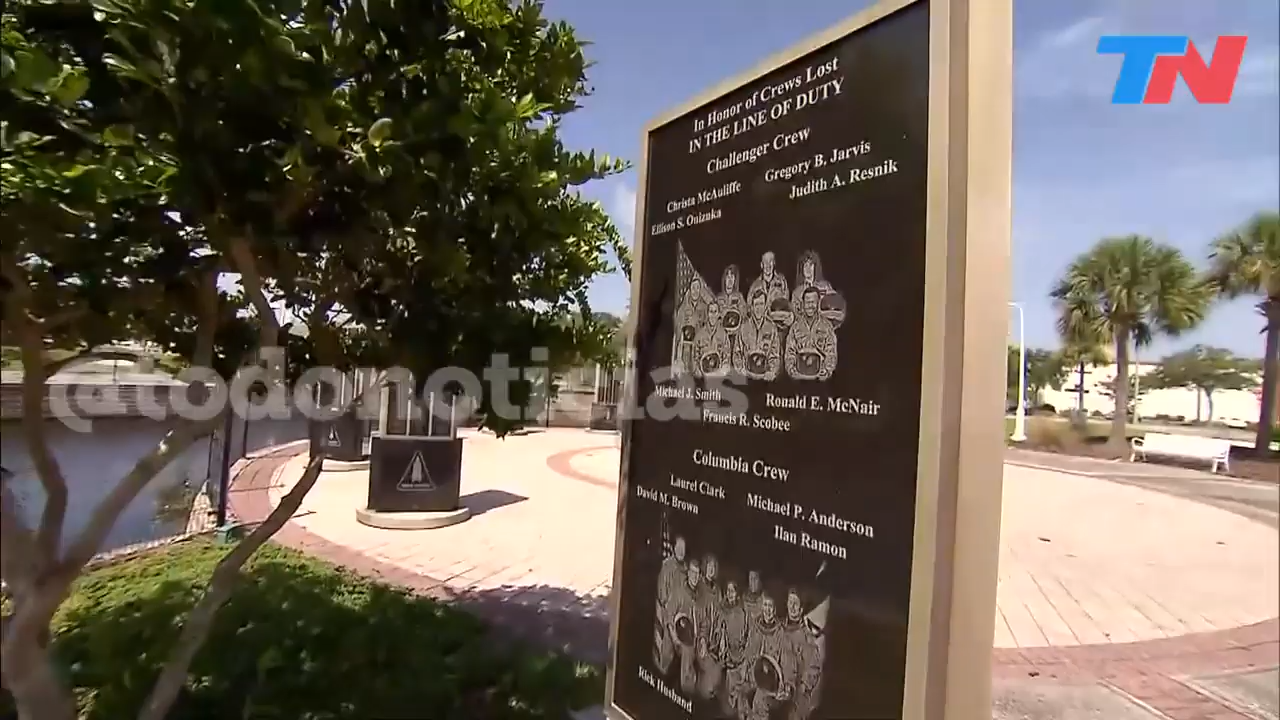 TN
In Honor of Crews Lost
IN THE LINE OF DUTY
Challenger Crew
Christa McAuliffe Gregory B. Jarvis
Ellison S. Onizuka Judith A. Resnik
@todonoticias
Michael J. Smith Ronald E. McNair
Francis R. Scobee
Columbia Crew
Laurel Clark Michael P. Anderson
David M. Brown Ilan Ramon
Rick Husband